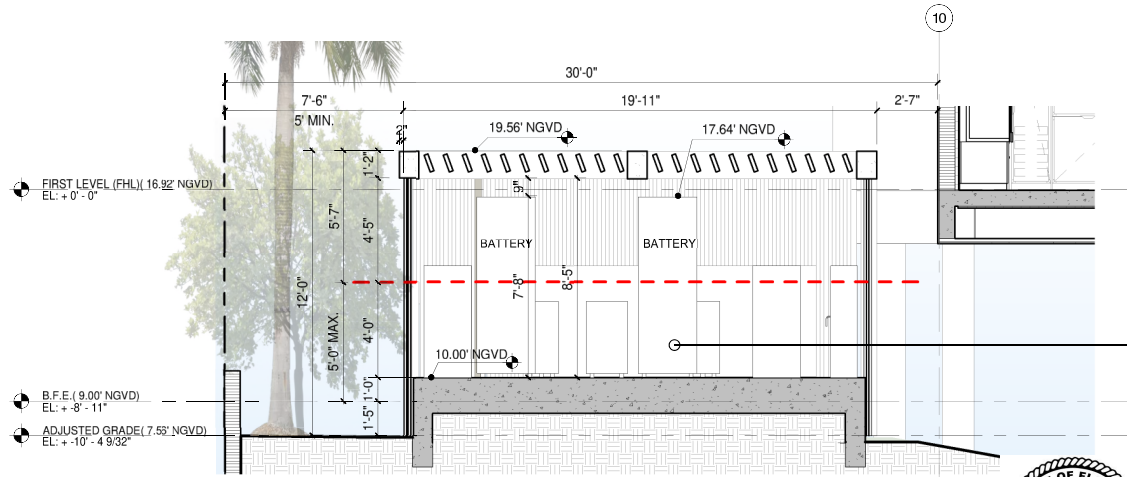 10
30'-0"
7'-6"
19'-11"
2'-7"
5' MIN.
2"
19.56' NGVD
17.64' NGVD
1'-2"
FIRST LEVEL (FHL)( 16.92' NGVD)
EL: + 0' - 0"
9"
5'-7"
4'-5"
BATTERY
BATTERY
12'-0"
7'-8"
8'-5"
5'-0" MAX.
4'-0"
10.00' NGVD
B.F.E.( 9.00' NGVD)
EL: + -8' - 11"
1'-0"
1'-5"
ADJUSTED GRADE( 7.53' NGVD)
EL: + -10' - 4 9/32"
OF